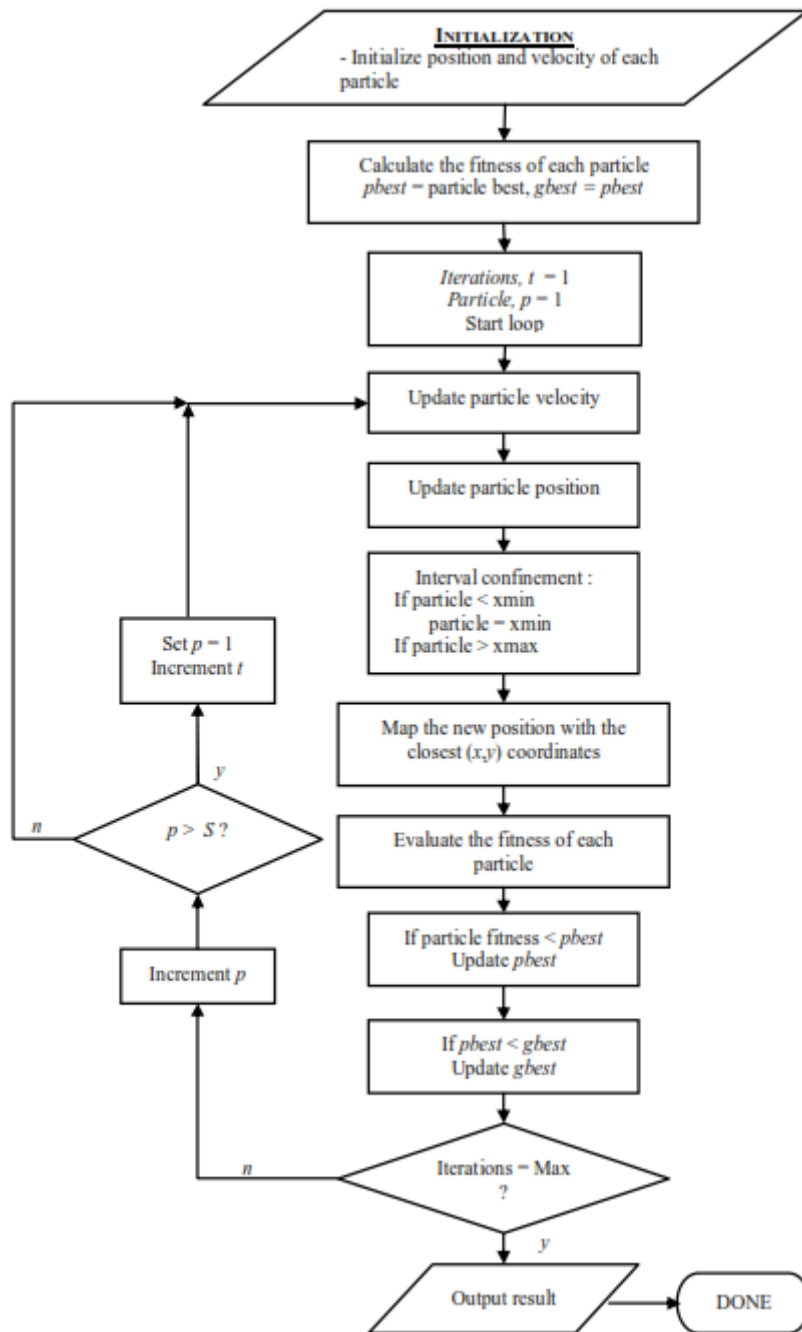 INITIALIZATION
- Initialize position and velocity of each
particle
Calculate the fitness of each particle
pbest = particle best, gbest = pbest
Iterations, t = 1
Particle, p = 1
Start loop
Update particle velocity
Update particle position
Interval confinement :
If particle < xmin
particle = xmin
If particle > xmax
Map the new position with the
closest (x,y) coordinates
Evaluate the fitness of each
particle
If particle fitness < pbest
Update pbest
If pbest < gbest
Update gbest
Iterations = Max
?
n
Increment p
p > S ?
n
y
Set p = 1
Increment t
y
Output result
DONE